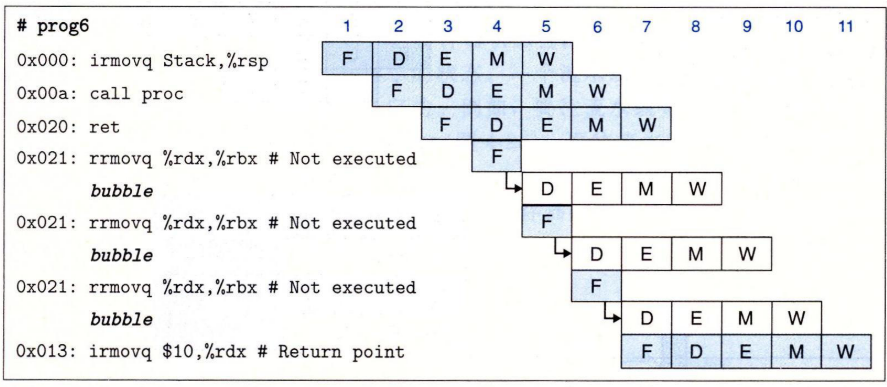 # prog6 1 2 3 4 5 6 7 8 9 10 11
0x000: irmovq Stack,%rsp F D E M W
0x00a: call proc F D E M W
0x020: ret F D E M W
0x021: rrmovq %rdx,%rbx # Not executed F
bubble D E M W
0x021: rrmovq %rdx,%rbx # Not executed F
bubble D E M W
0x021: rrmovq %rdx,%rbx # Not executed F
bubble D E M W
0x013: irmovq $10,%rdx # Return point F D E M W